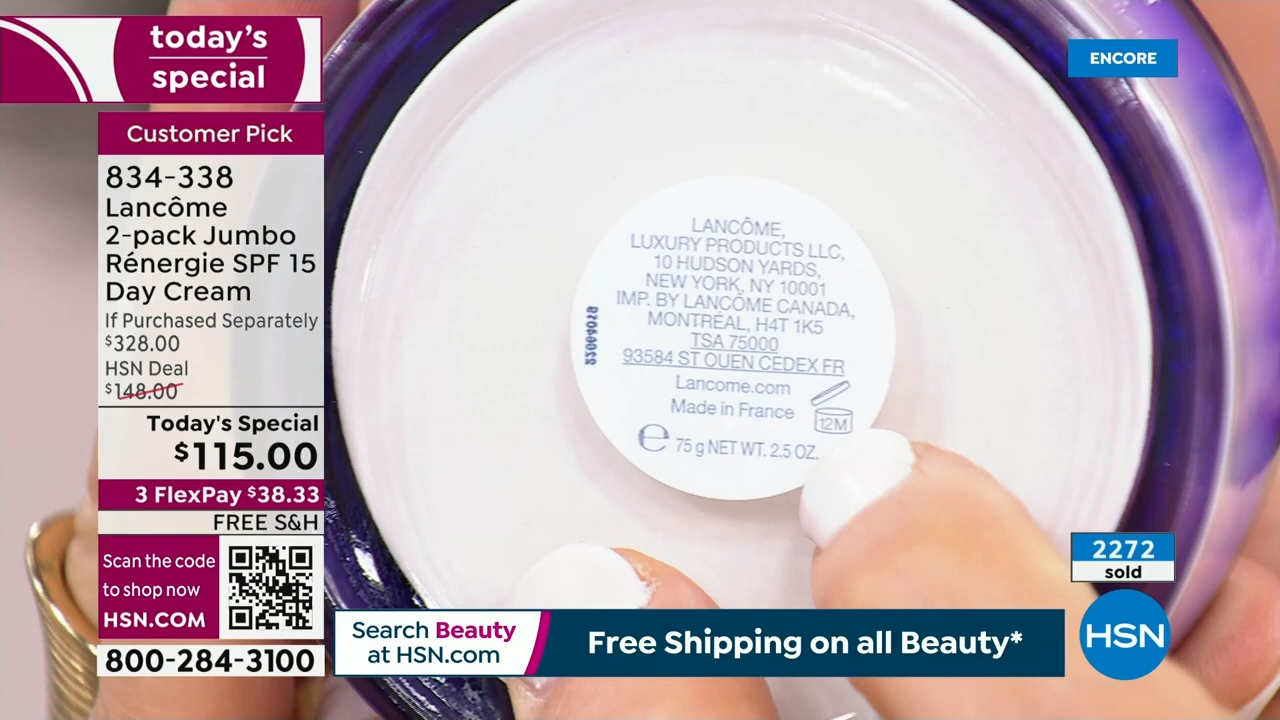 today's
special
ENCORE
Customer Pick
834-338
Lancôme
2-pack Jumbo
Rénergie SPF 15
Day Cream
If Purchased Separately
$328.00
HSN Deal
$148.00
Today's Special
$115.00
3 FlexPay $38.33
FREE S&H
Scan the code
to shop now
HSN.COM
800-284-3100
LANCÔME,
LUXURY PRODUCTS LLC,
10 HUDSON YARDS,
NEW YORK, NY 10001
IMP. BY LANCÔME CANADA,
MONTRÉAL, H4T 1K5
TSA 75000
93584 ST OUEN CEDEX FR
Lancome.com
Made in France
12M
e 75 g NET WT. 2.5 OZ.
2272
sold
Search Beauty
at HSN.com
Free Shipping on all Beauty*
HSN